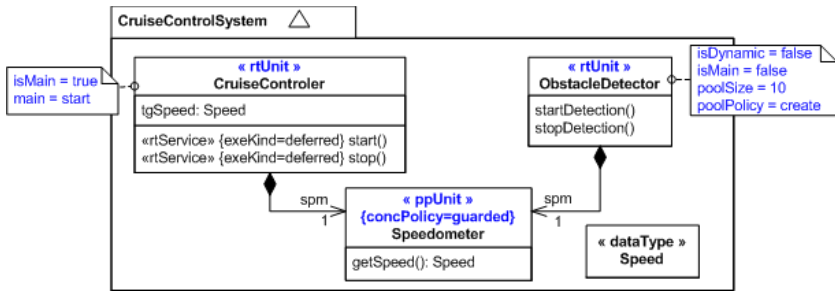 CruiseControlSystem
isMain = true
main = start
« rtUnit »
CruiseControler
tgSpeed: Speed
«rtService» {exeKind=deferred} start()
«rtService» {exeKind=deferred} stop()
« rtUnit »
ObstacleDetector
startDetection()
stopDetection()
isDynamic = false
isMain = false
poolSize = 10
poolPolicy = create
spm
1
spm
1
« ppUnit »
{concPolicy=guarded}
Speedometer
getSpeed(): Speed
« dataType »
Speed